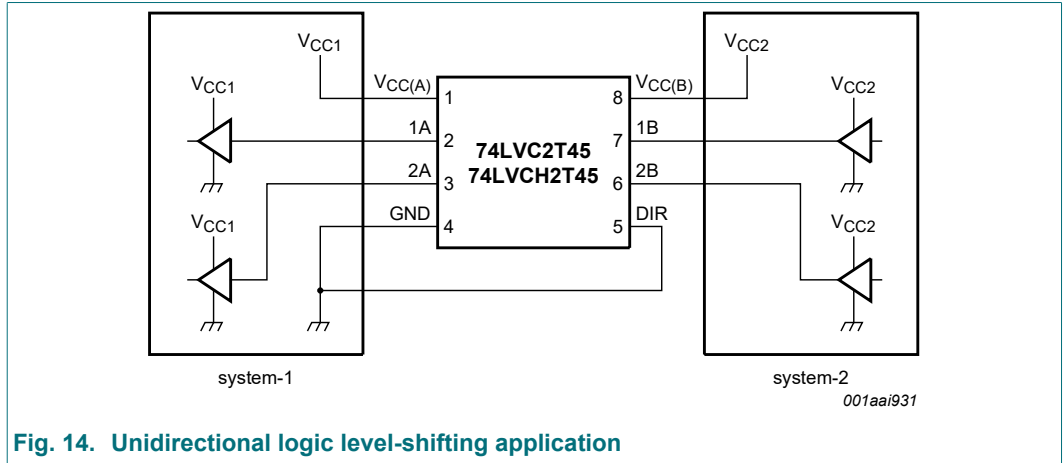 VCC1
VCC2
VCC1
VCC(A)
VCC(B)
VCC2
1
8
1A
1B
2
7
74LVC2T45
74LVCH2T45
2A
2B
3
6
VCC1
GND
DIR
VCC2
4
5
system-1
system-2
001aai931
Fig. 14. Unidirectional logic level-shifting application